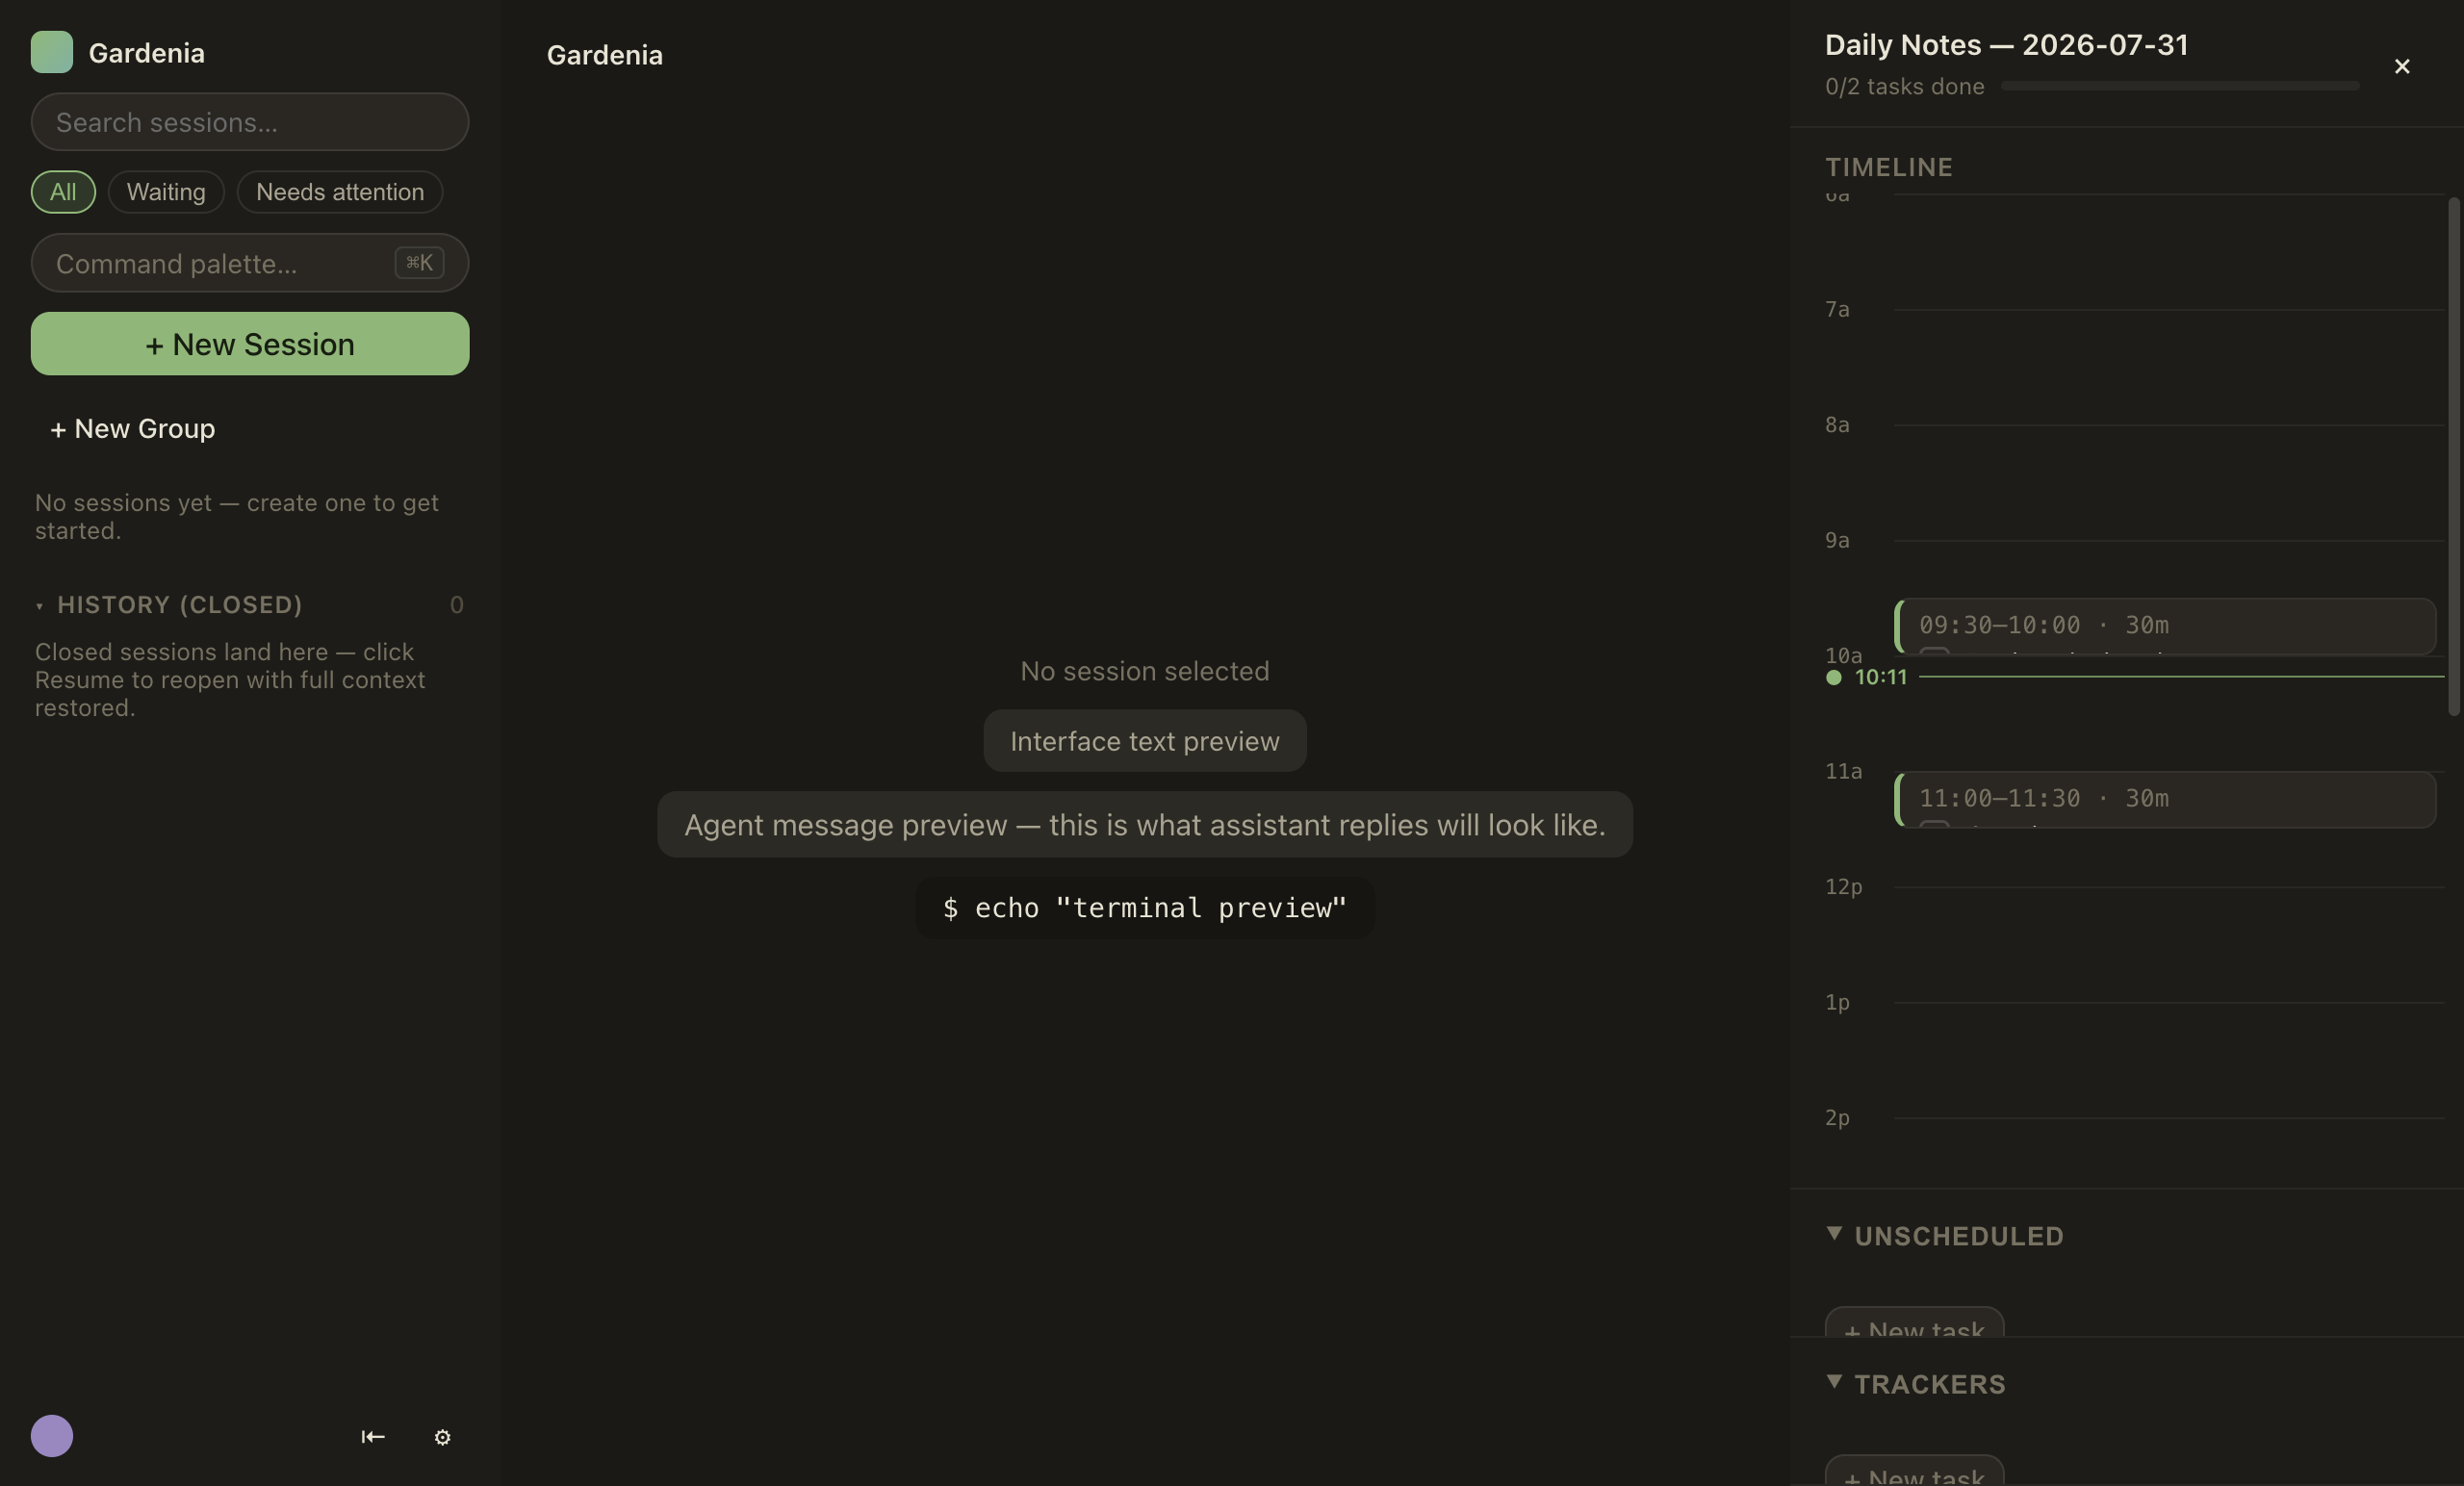 Gardenia
Search sessions...
All
Waiting
Needs attention
Command palette...
⌘K
+ New Session
+ New Group
No sessions yet — create one to get
started.
▾ HISTORY (CLOSED) 0
Closed sessions land here — click
Resume to reopen with full context
restored.
Gardenia
No session selected
Interface text preview
Agent message preview — this is what assistant replies will look like.
$ echo "terminal preview"
Daily Notes — 2026-07-31
0/2 tasks done
×
TIMELINE
6a
7a
8a
9a
09:30–10:00 · 30m
10a
10:11
11a
11:00–11:30 · 30m
12p
1p
2p
▼ UNSCHEDULED
+ New task
▼ TRACKERS
+ New task